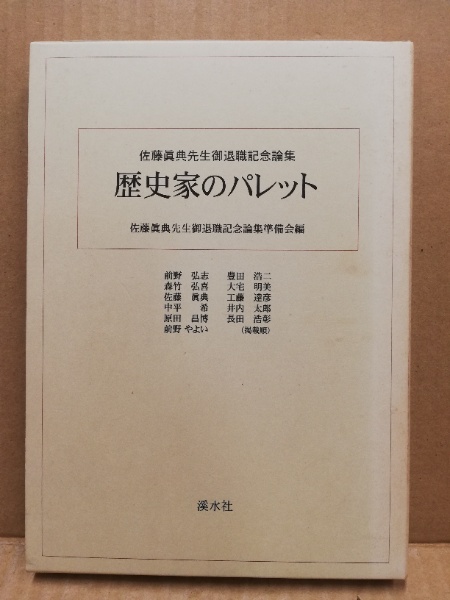 佐藤眞典先生御退職記念論集
歴史家のパレット
佐藤眞典先生御退職記念論集準備会編
前野 弘志 豊田 浩二
森竹 弘喜 大宅 明美
佐藤 眞典 工藤 達彦
中平 希 井内 太郎
原田 昌博 長田 浩彰
前野 やよい (掲載順)
溪水社